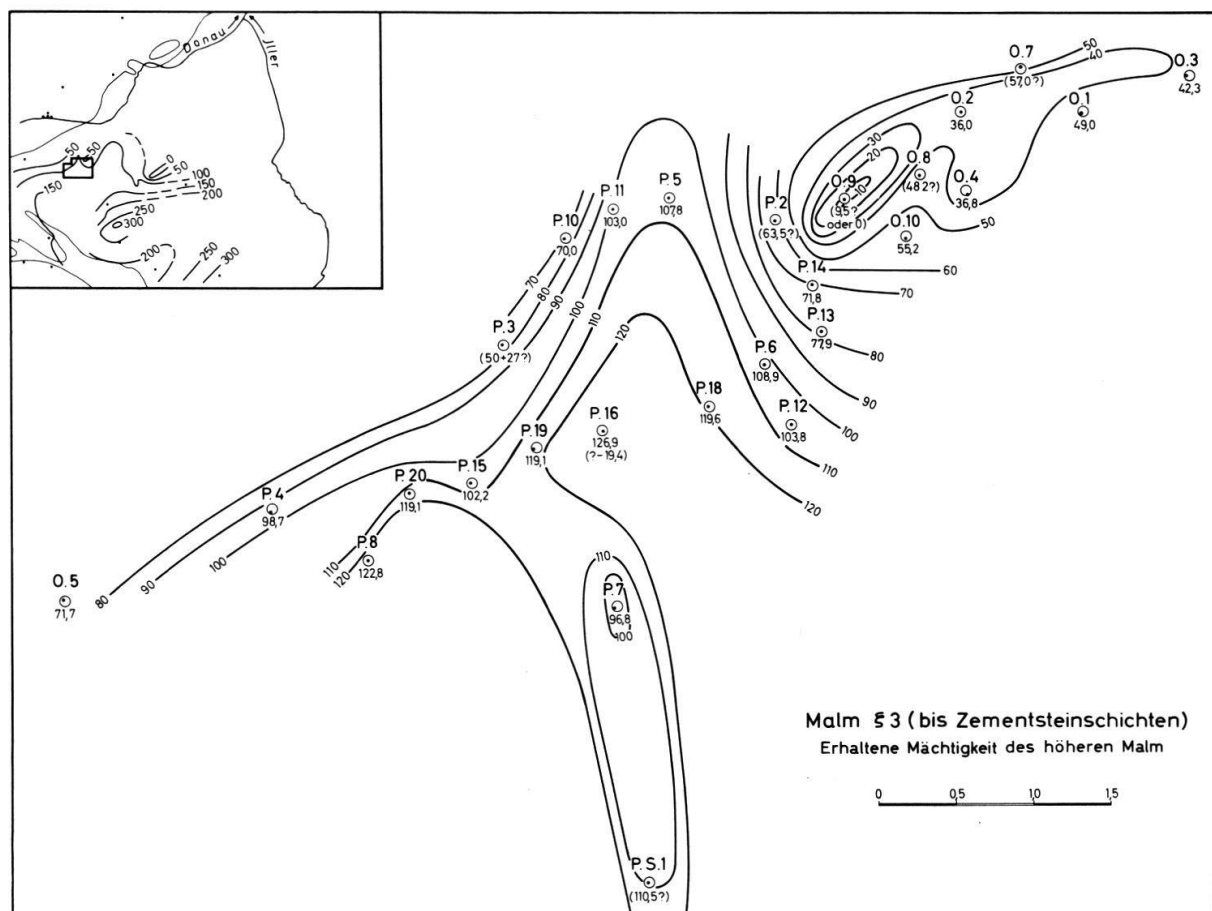 Donau
Jller
50
50
150
0
50
100
150
200
250
300
200
250
300
O.7
(57,0?)
50
40
O.3
42,3
O.2
36,0
O.1
49,0
30
20
10
O.8
(48,2?)
O.9
(9,5?
oder 0)
O.4
36,8
O.10
55,2
50
P.2
(63,5?)
60
P.14
71,8
70
P.13
77,9
80
P.5
107,8
P.11
103,0
P.10
70,0
70
80
90
100
110
120
P.3
(50+27?)
P.6
108,9
90
P.18
119,6
P.12
103,8
100
110
120
P.16
126,9
(?-19,4)
P.19
119,1
P.15
102,2
P.20
119,1
P.4
98,7
P.8
122,8
110
120
O.5
71,7
80
90
100
110
P.7
96,8
100
Malm ξ3 (bis Zementsteinschichten)
Erhaltene Mächtigkeit des höheren Malm
0 0,5 1,0 1,5
P.S.1
(110,5?)